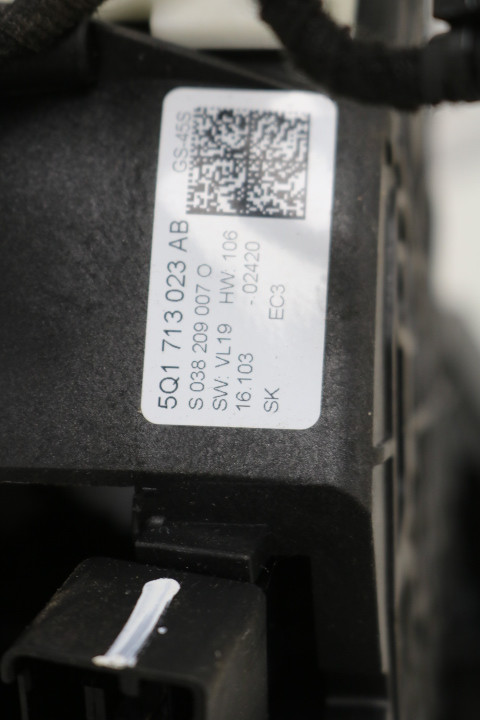 5Q1 713 023 AB GS-45S
S 038 209 007 O
SW: VL19 HW: 106
16.103 -02420
SK EC3